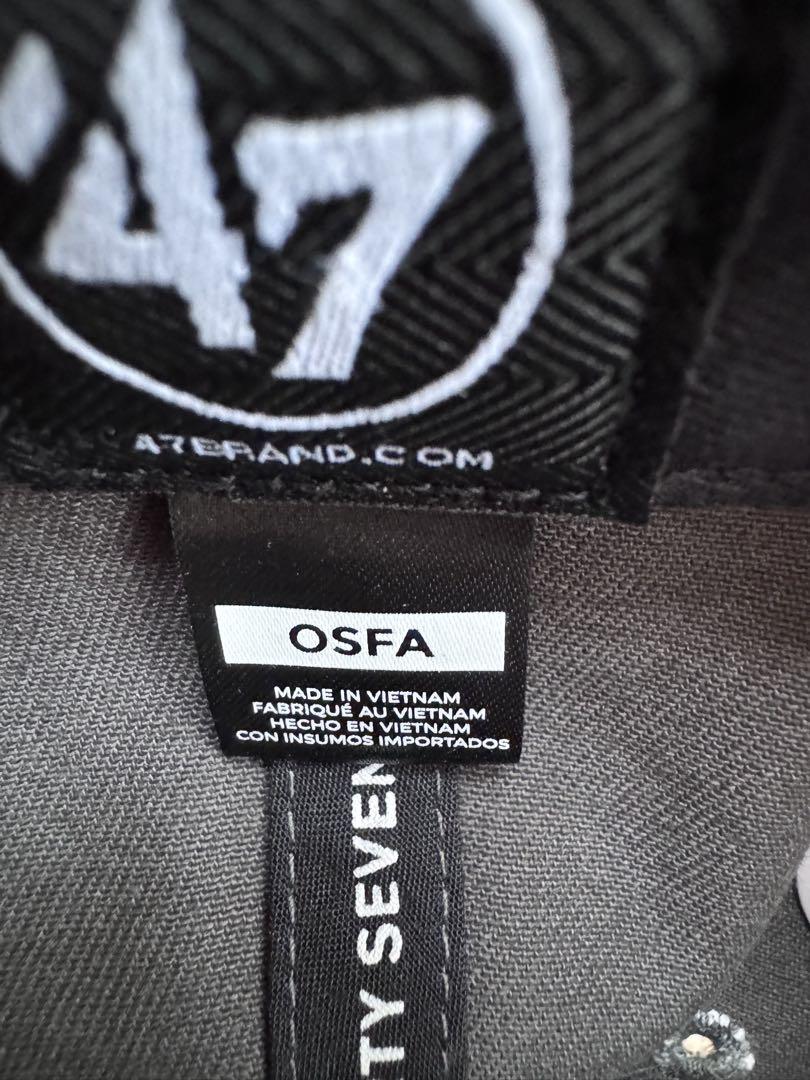 '47
47BRAND.COM
OSFA
MADE IN VIETNAM
FABRIQUÉ AU VIETNAM
HECHO EN VIETNAM
CON INSUMOS IMPORTADOS
TY SEVEN